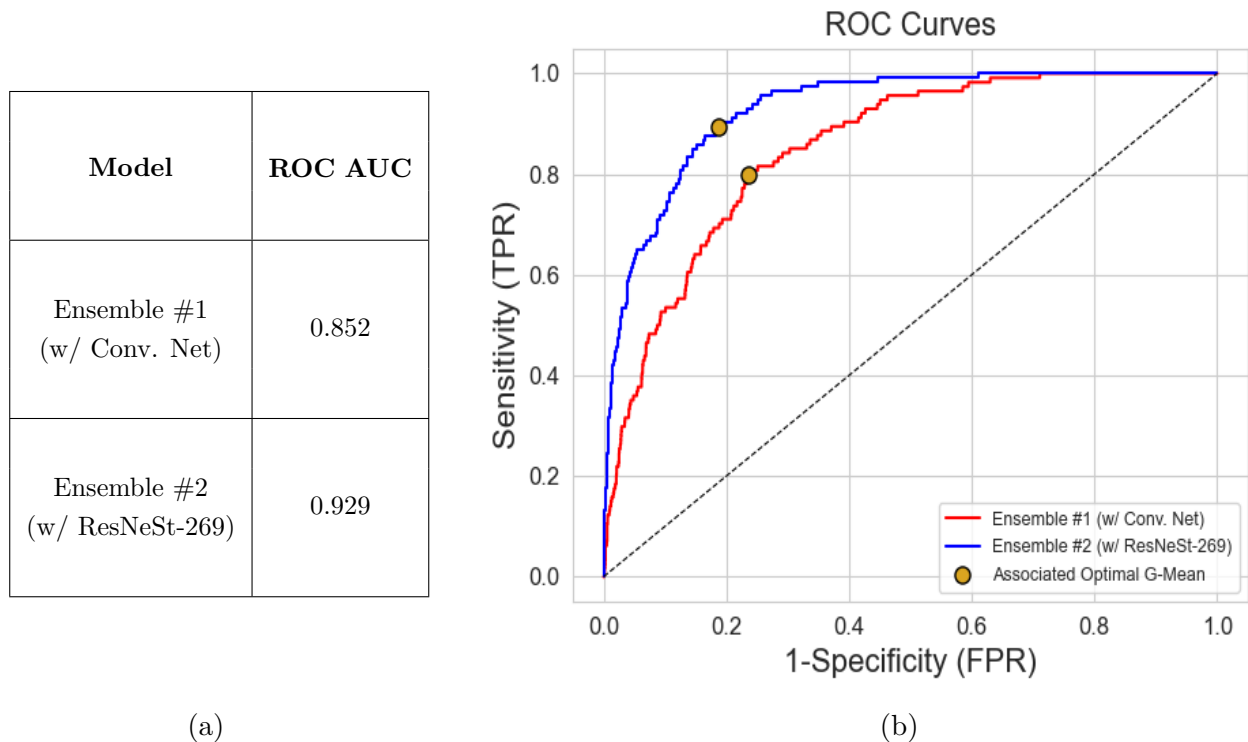 Model ROC AUC
Ensemble #1
(w/ Conv. Net)
0.852
Ensemble #2
(w/ ResNeSt-269)
0.929
(a)
ROC Curves
Sensitivity (TPR)
1.0
0.8
0.6
0.4
0.2
0.0
Ensemble #1 (w/ Conv. Net)
Ensemble #2 (w/ ResNeSt-269)
Associated Optimal G-Mean
0.0 0.2 0.4 0.6 0.8 1.0
1-Specificity (FPR)
(b)